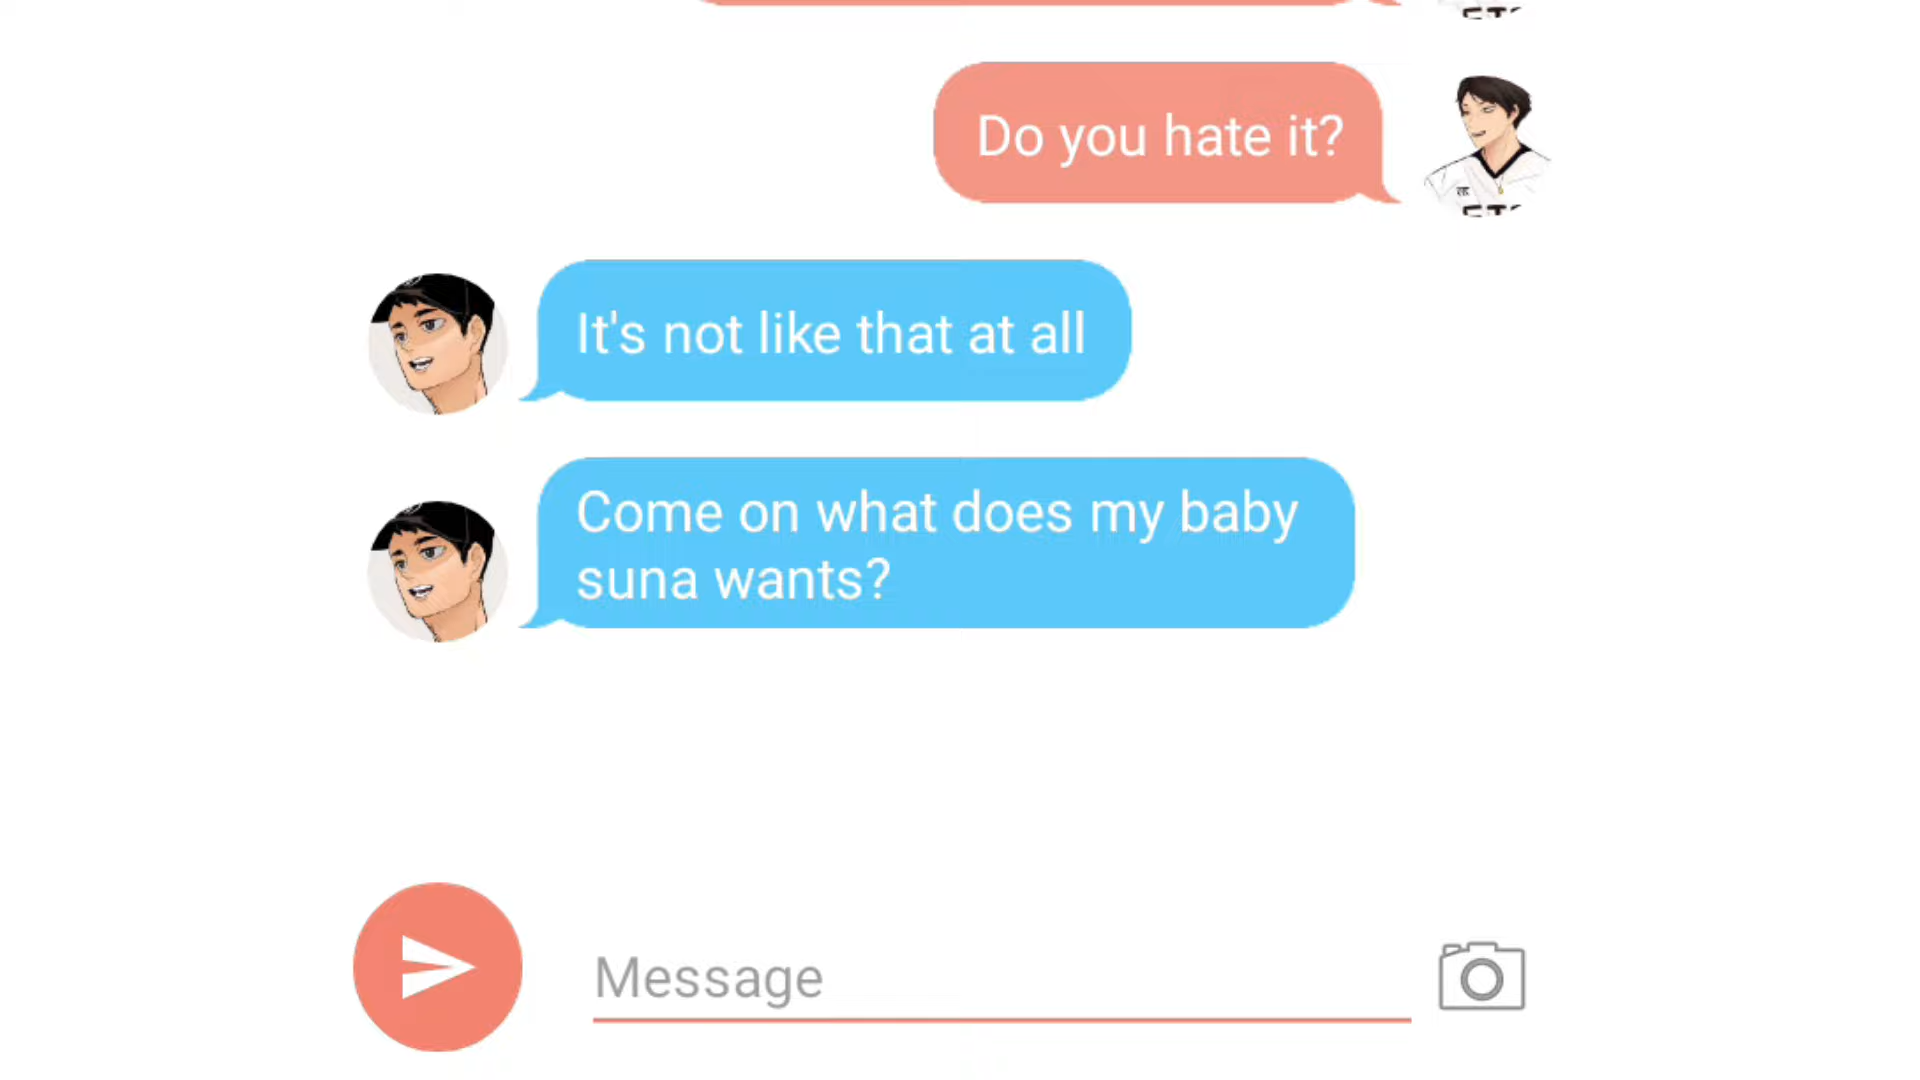 Do you hate it?
It's not like that at all
Come on what does my baby
suna wants?
Message